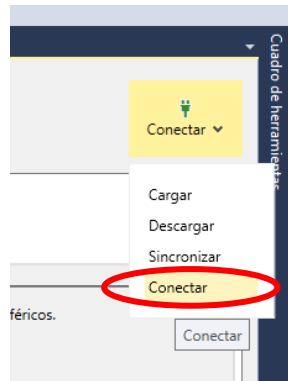 Cuadro de herramientas
Conectar
Cargar
Descargar
Sincronizar
Conectar
féricos.
Conectar